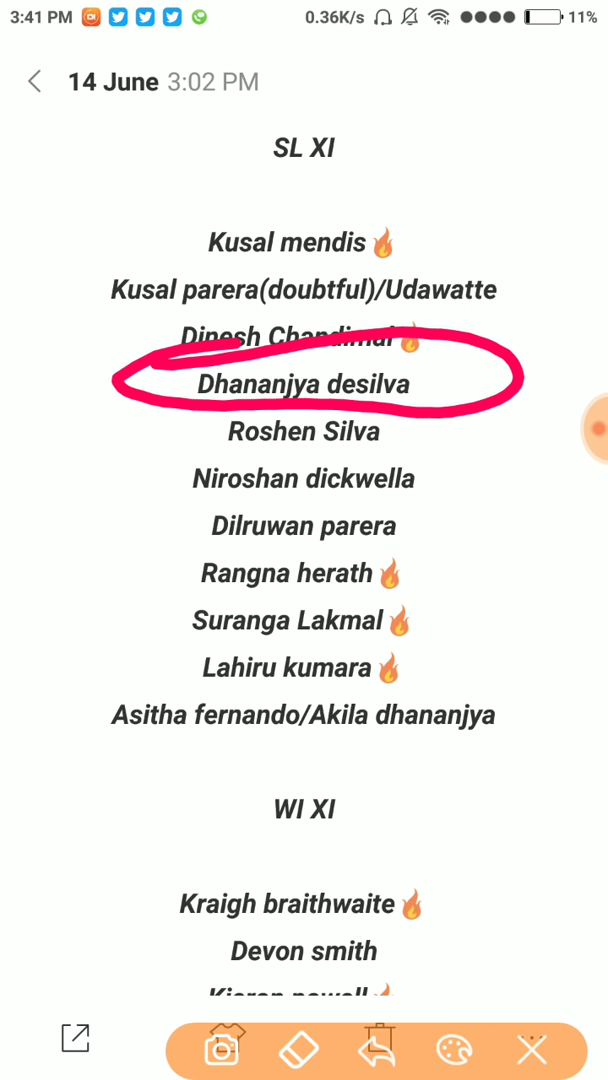 3:41 PM 0.36K/s 11%
14 June 3:02 PM
SL XI
Kusal mendis🔥
Kusal parera(doubtful)/Udawatte
Dinesh Chandimal🔥
Dhananjya desilva
Roshen Silva
Niroshan dickwella
Dilruwan parera
Rangna herath🔥
Suranga Lakmal🔥
Lahiru kumara🔥
Asitha fernando/Akila dhananjya
WI XI
Kraigh braithwaite🔥
Devon smith
Kieran powell🔥